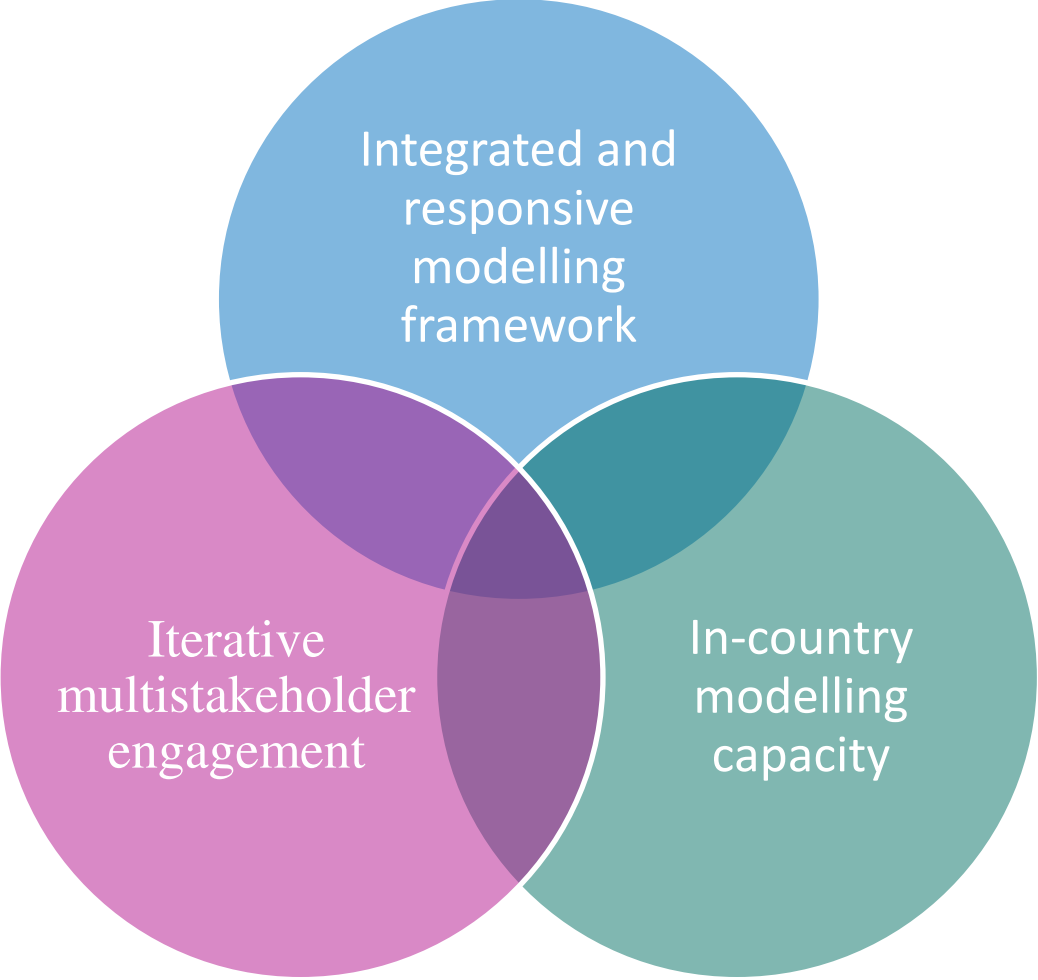 Integrated and
responsive
modelling
framework
Iterative
multistakeholder
engagement
In-country
modelling
capacity